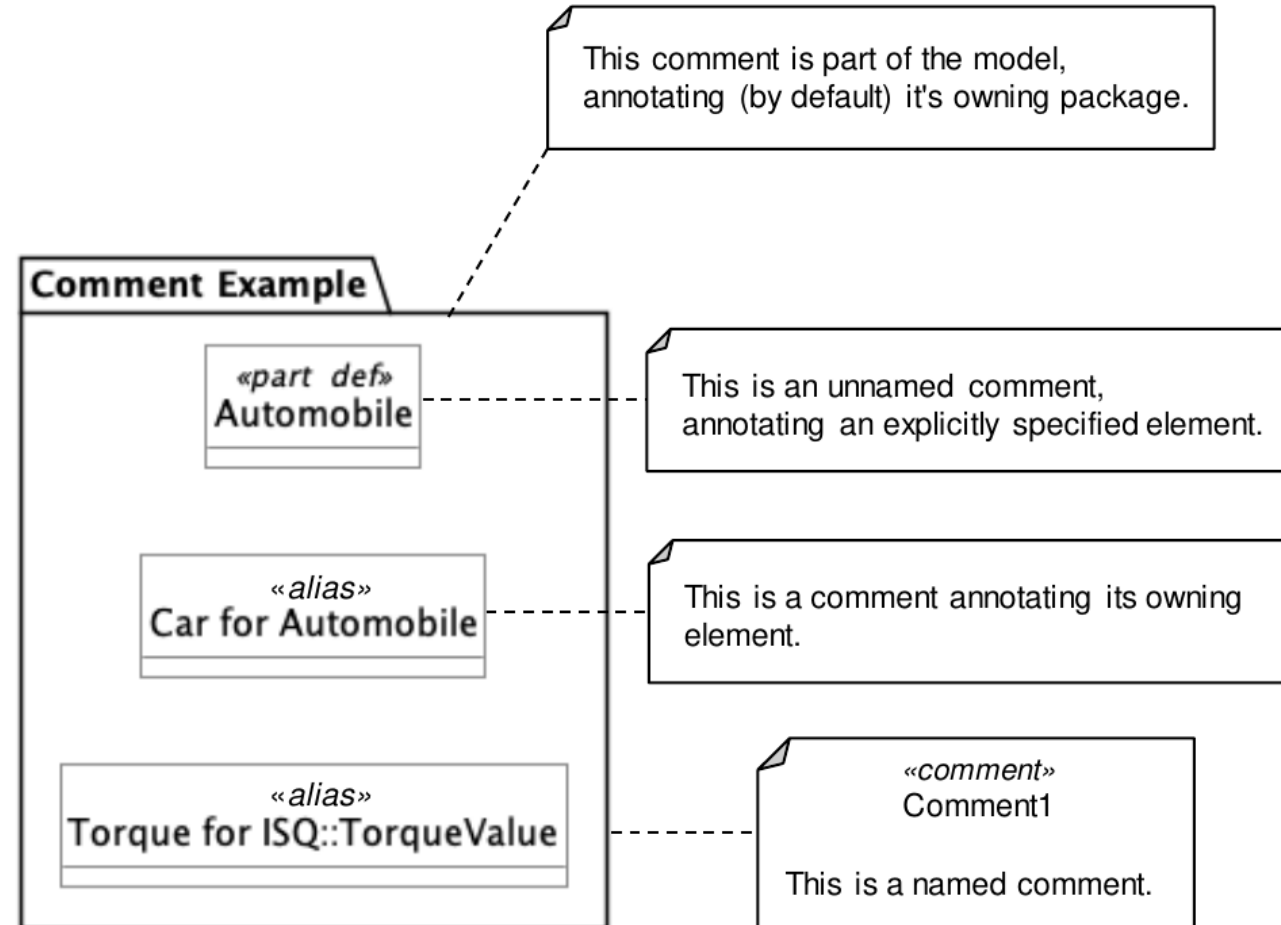 This comment is part of the model,
annotating (by default) it's owning package.
Comment Example
«part def»
Automobile
This is an unnamed comment,
annotating an explicitly specified element.
«alias»
Car for Automobile
This is a comment annotating its owning
element.
«alias»
Torque for ISQ::TorqueValue
«comment»
Comment1
This is a named comment.